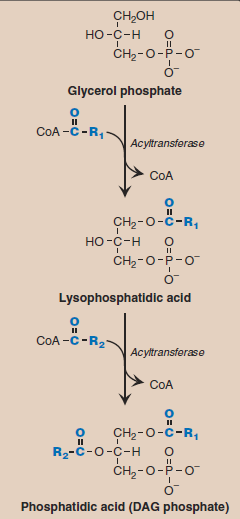 CH₂OH
HO-C-H O
CH₂-O-P-O⁻
O⁻
Glycerol phosphate
O
CoA-C-R₁
Acyltransferase
CoA
O
CH₂-O-C-R₁
HO-C-H O
CH₂-O-P-O⁻
O⁻
Lysophosphatidic acid
O
CoA-C-R₂
Acyltransferase
CoA
O
O CH₂-O-C-R₁
R₂-C-O-C-H O
CH₂-O-P-O⁻
O⁻
Phosphatidic acid (DAG phosphate)